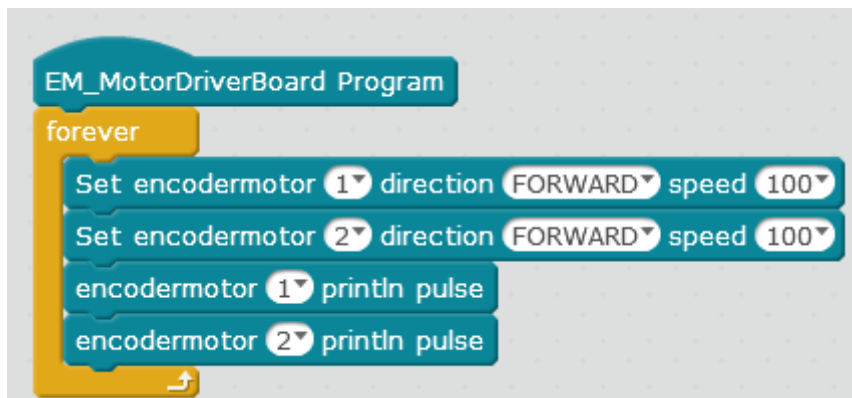 EM_MotorDriverBoard Program
forever
Set encodermotor 1 direction FORWARD speed 100
Set encodermotor 2 direction FORWARD speed 100
encodermotor 1 println pulse
encodermotor 2 println pulse